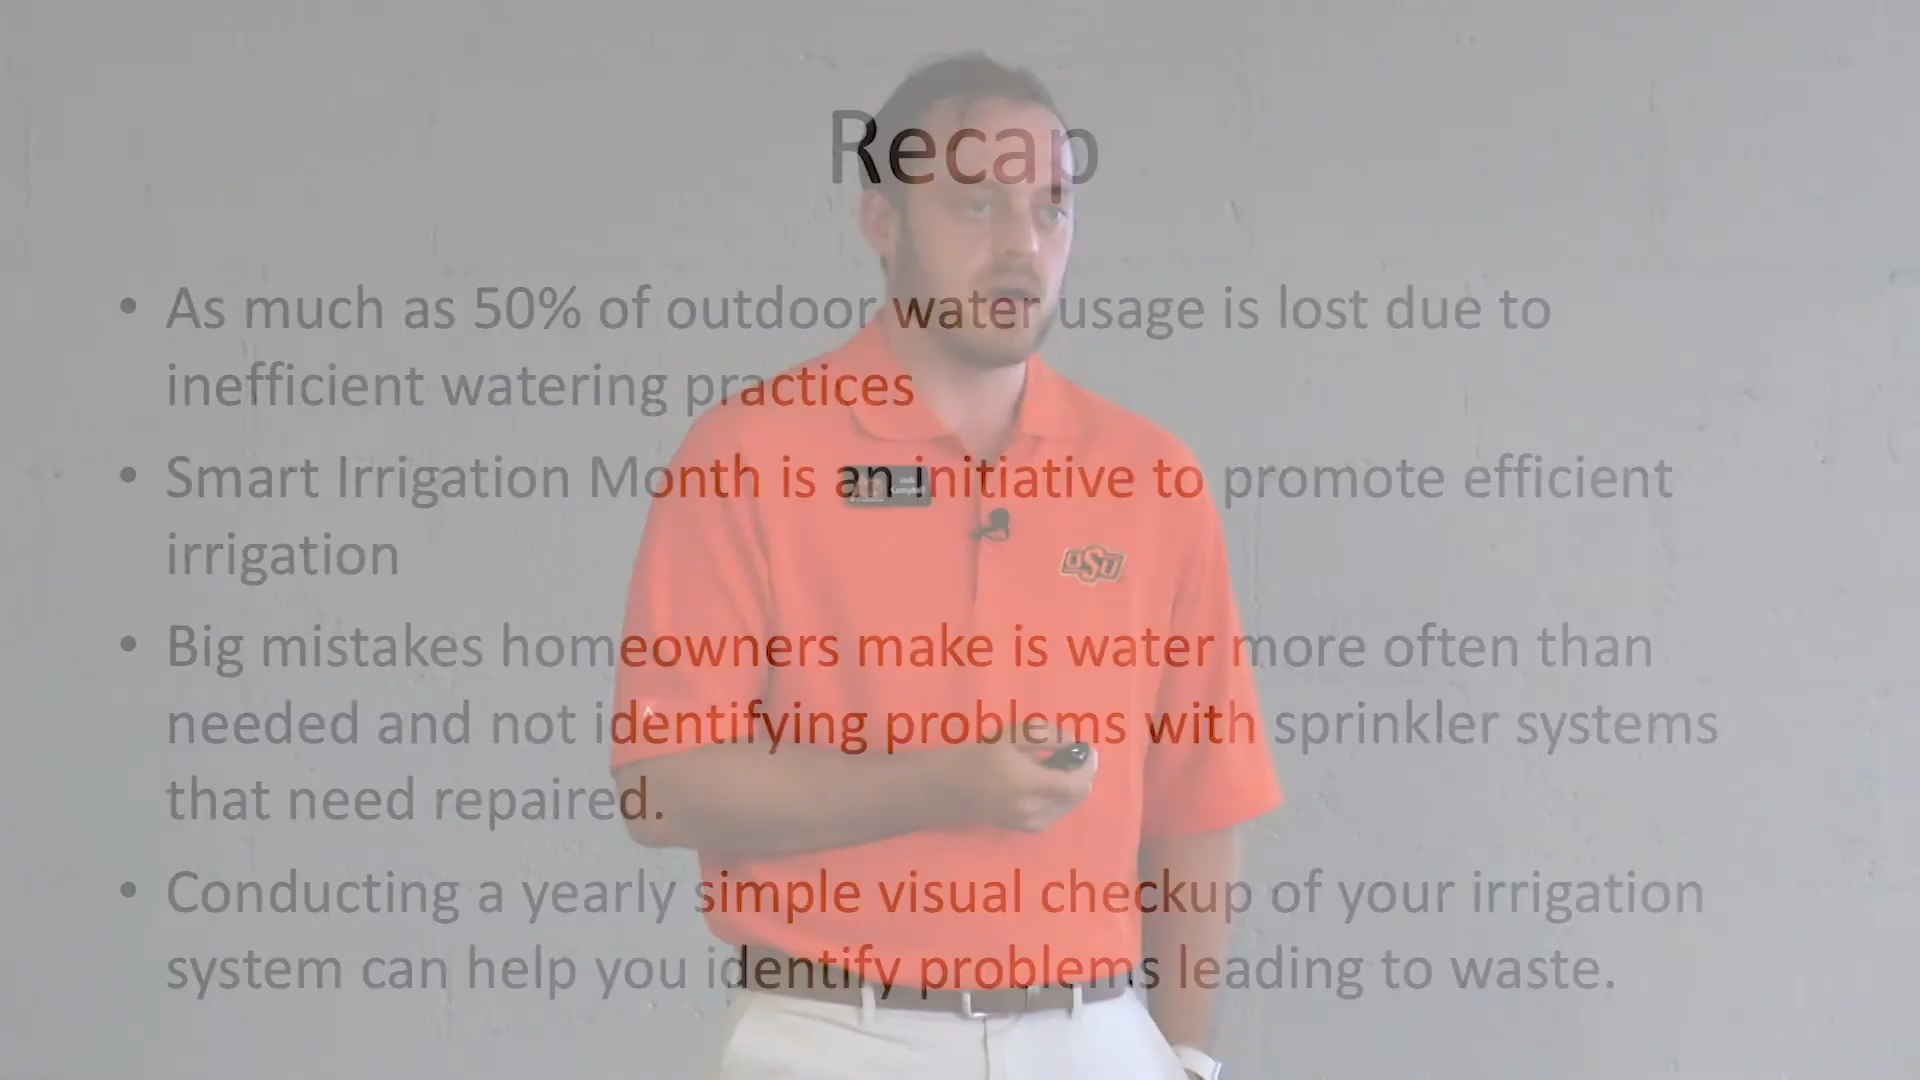 Recap
• As much as 50% of outdoor water usage is lost due to
inefficient watering practices
• Smart Irrigation Month is an initiative to promote efficient
irrigation
• Big mistakes homeowners make is water more often than
needed and not identifying problems with sprinkler systems
that need repaired.
• Conducting a yearly simple visual checkup of your irrigation
system can help you identify problems leading to waste.
Campbell
OSU